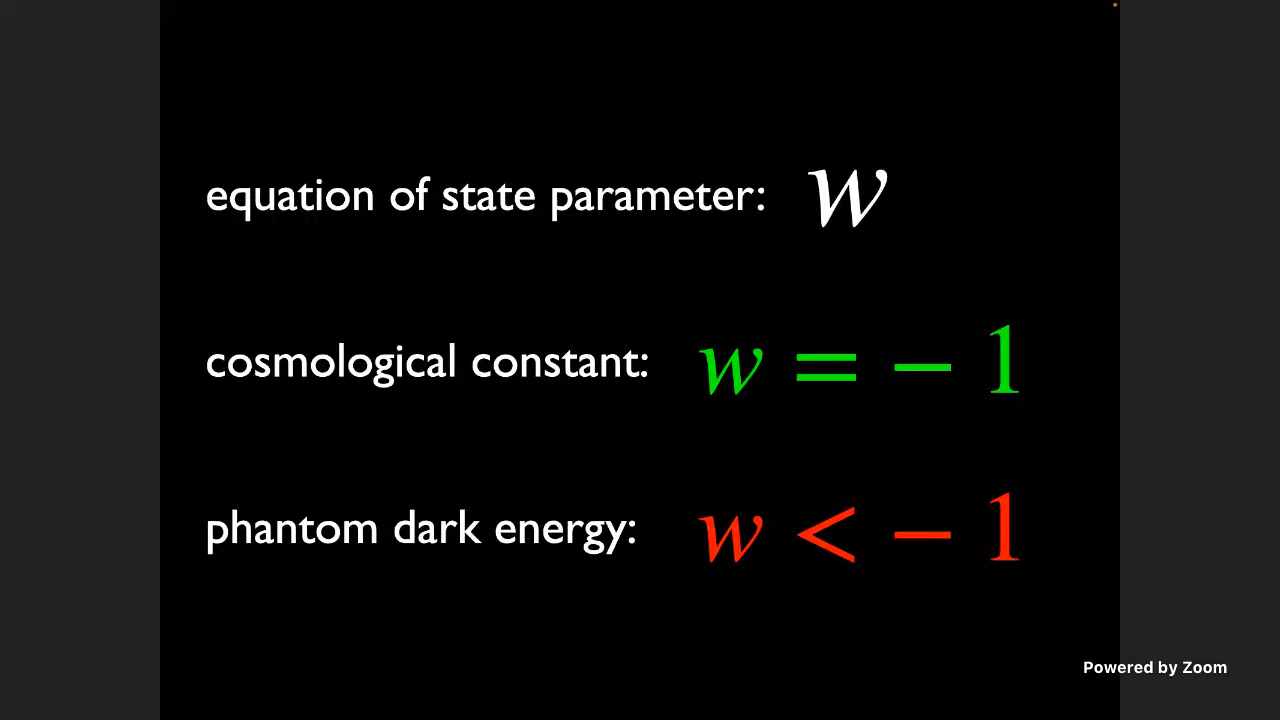 equation of state parameter: w
cosmological constant: w = − 1
phantom dark energy: w < − 1
Powered by Zoom